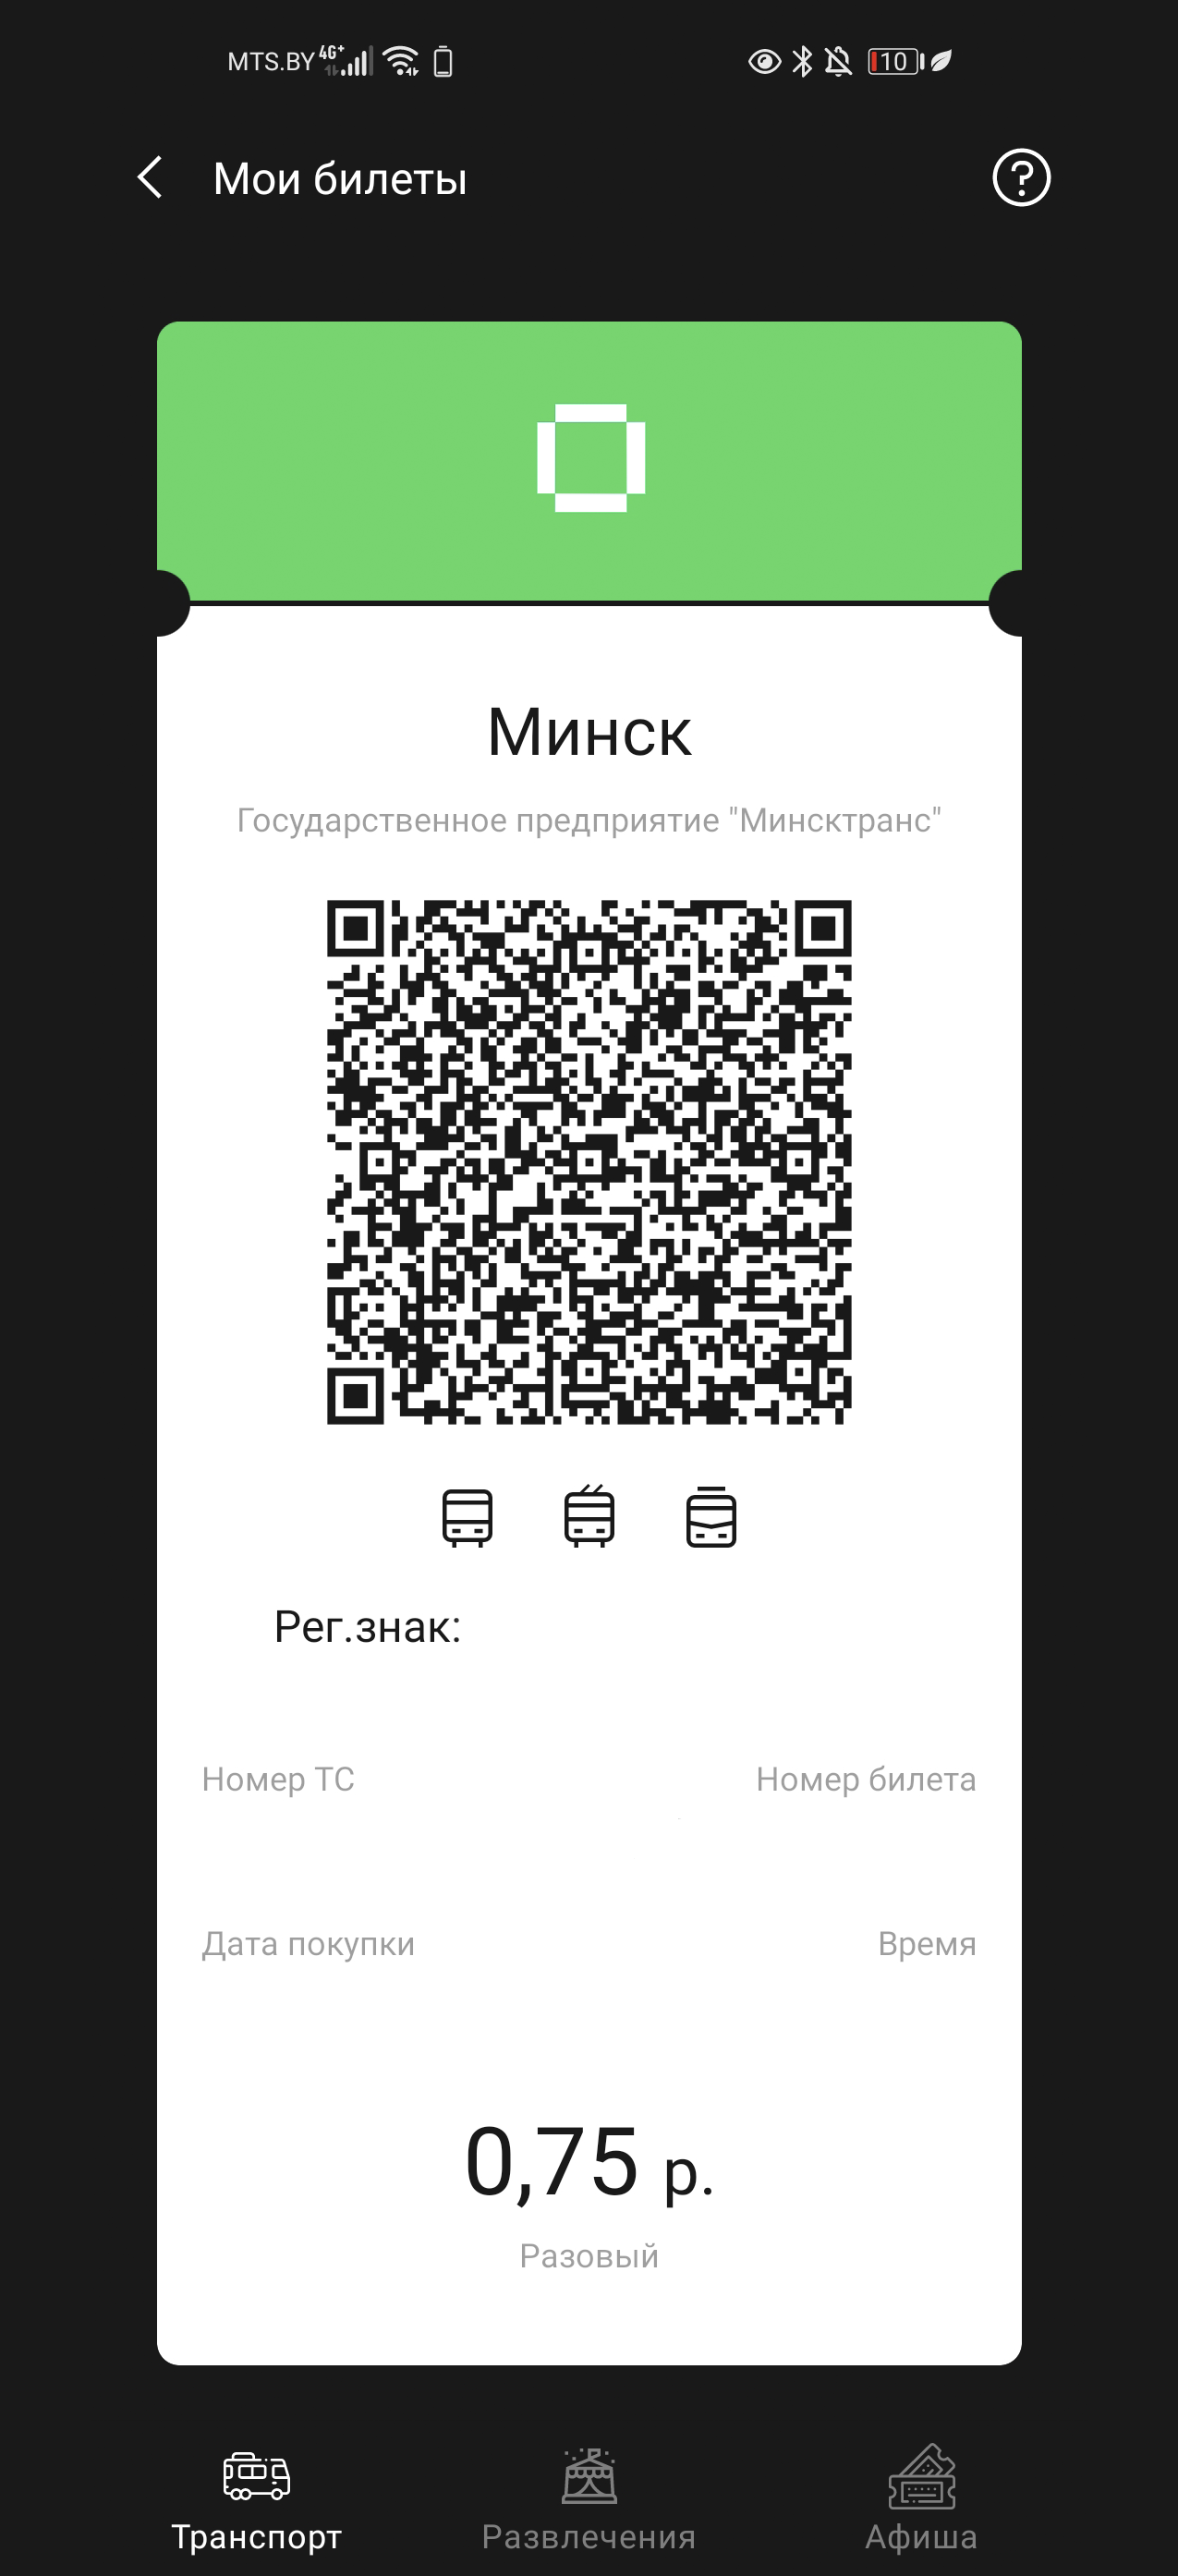 MTS.BY 4G+ 10
Мои билеты
Минск
Государственное предприятие "Минсктранс"
Рег.знак:
Номер ТС Номер билета
Дата покупки Время
0,75 р.
Разовый
Транспорт Развлечения Афиша